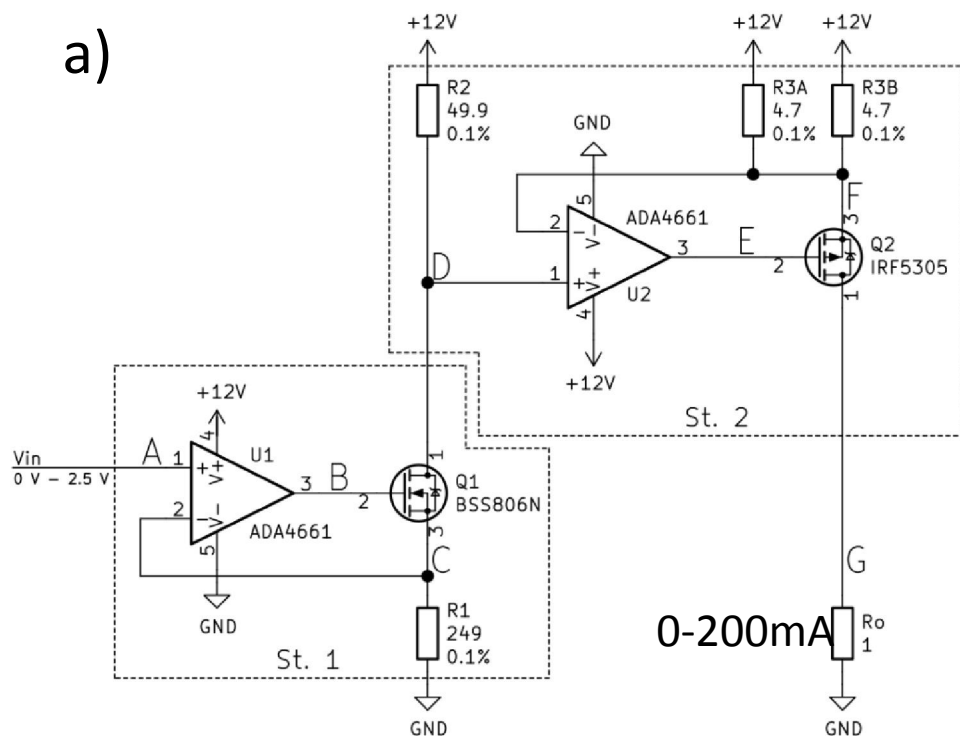 a)
+12V
+12V
+12V
R2
49.9
0.1%
R3A
4.7
0.1%
R3B
4.7
0.1%
GND
F
5
ADA4661
2
V-
3
E
3
2
Q2
IRF5305
D
1
+
V+
U2
1
4
+12V
St. 2
+12V
4
U1
1
Vin
0 V – 2.5 V
A
1
+
V+
3
B
2
Q1
BSS806N
2
V-
ADA4661
3
5
C
G
GND
R1
249
0.1%
0-200mA
Ro
1
St. 1
GND
GND